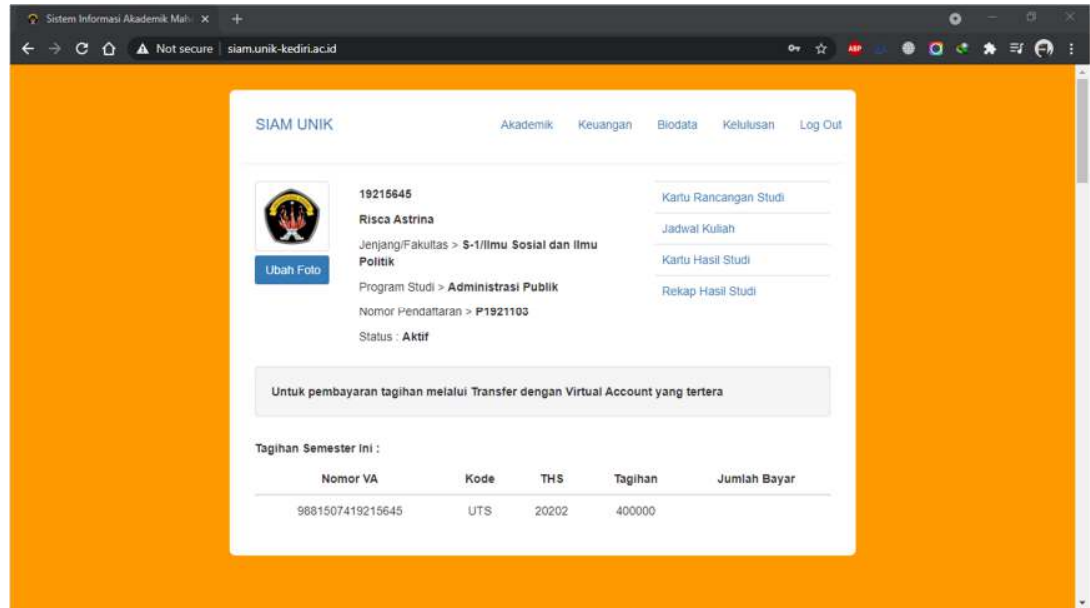 Sistem Informasi Akademik Mah
Not secure siam.unik-kediri.ac.id
ABP
SIAM UNIK Akademik Keuangan Biodata Kelulusan Log Out
19215645
Risca Astrina
Jenjang/Fakultas > S-1/Ilmu Sosial dan Ilmu
Politik
Ubah Foto
Program Studi > Administrasi Publik
Nomor Pendaftaran > P1921103
Status : Aktif
Kartu Rancangan Studi
Jadwal Kuliah
Kartu Hasil Studi
Rekap Hasil Studi
Untuk pembayaran tagihan melalui Transfer dengan Virtual Account yang tertera
Tagihan Semester Ini :
Nomor VA Kode THS Tagihan Jumlah Bayar
9881507419215645 UTS 20202 400000